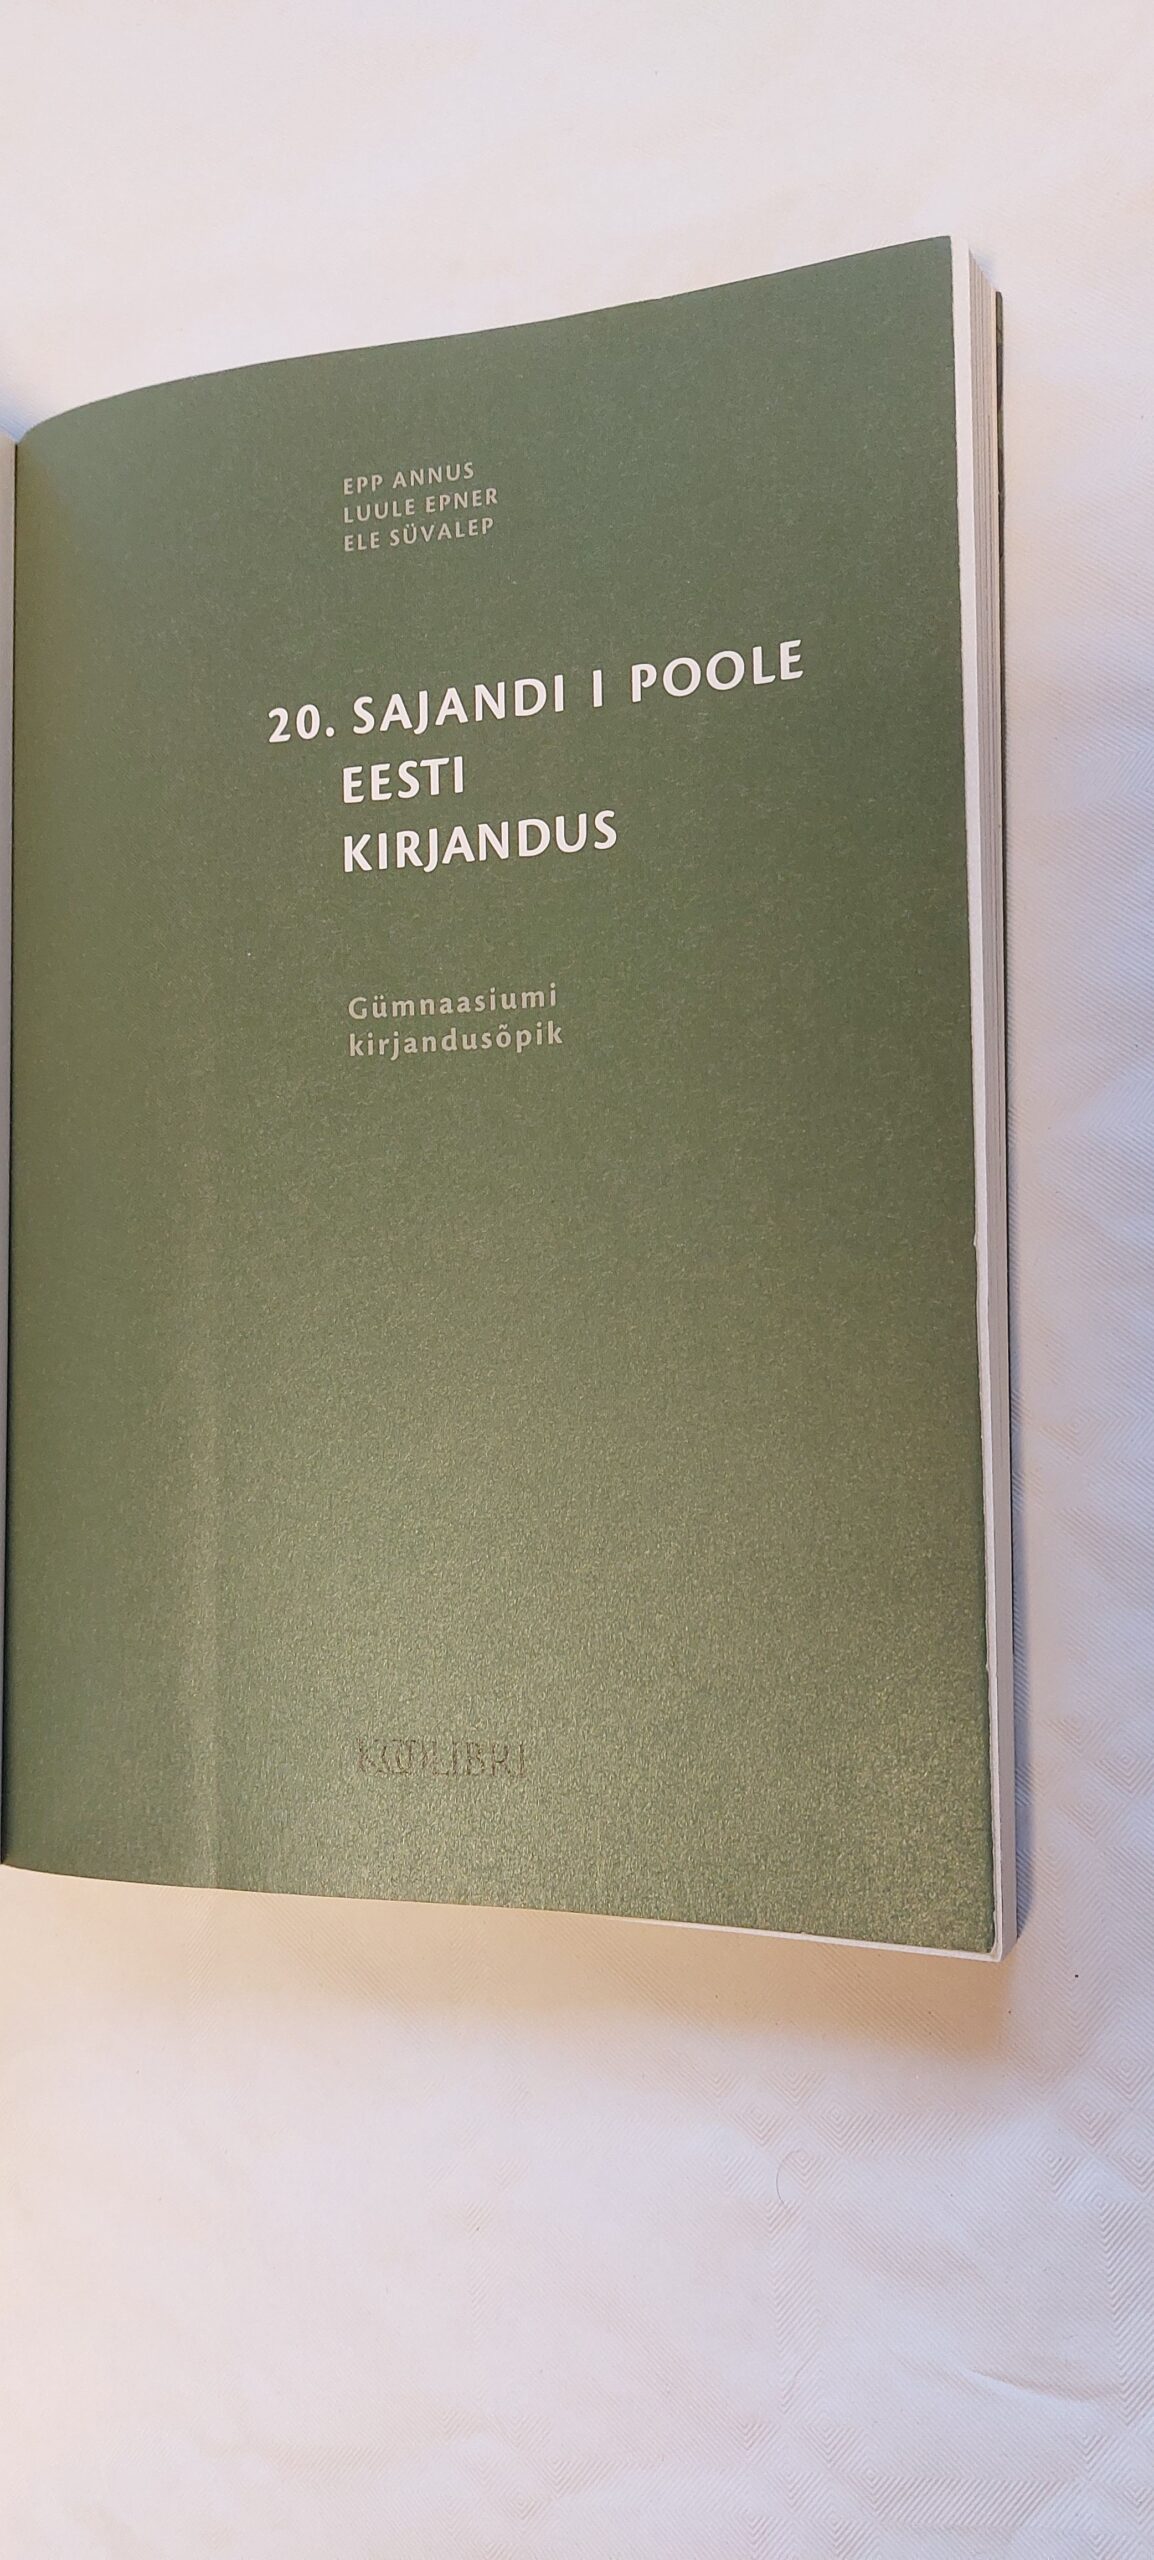 EPP ANNUS
LUULE EPNER
ELE SÜVALEP
20. SAJANDI I POOLE
EESTI
KIRJANDUS
Gümnaasiumi
kirjandusõpik
KOOLIBRI